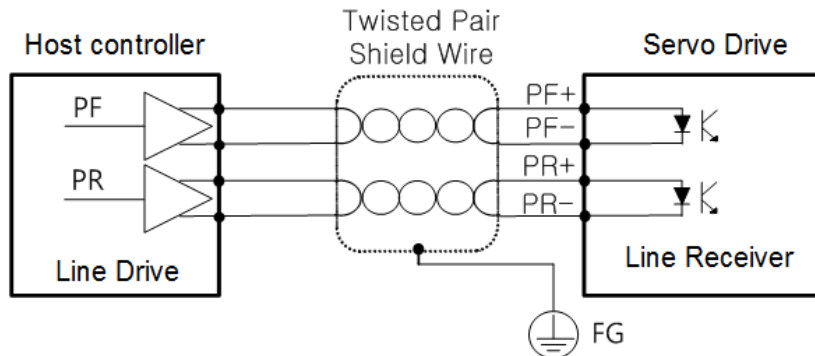 Twisted Pair
Shield Wire
Host controller
Servo Drive
PF
PF+
PF-
PR
PR+
PR-
Line Drive
Line Receiver
FG